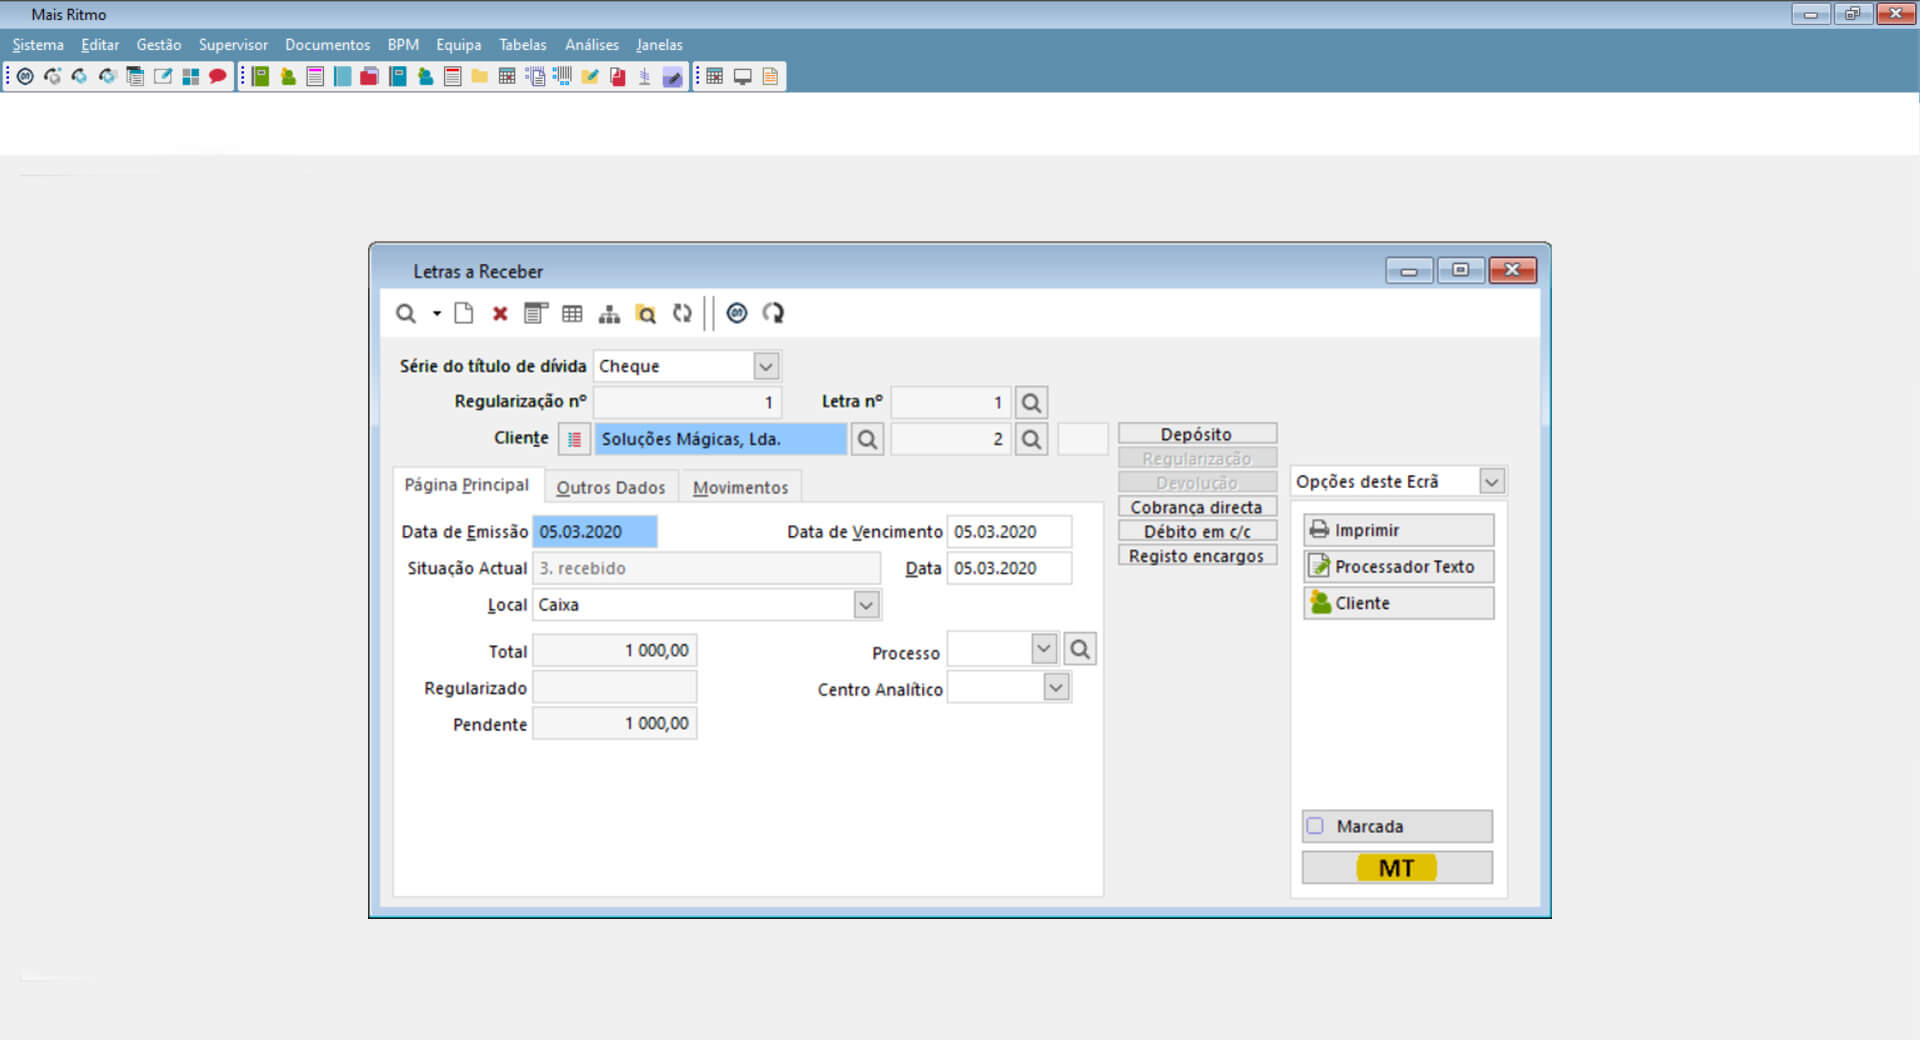 Mais Ritmo
Sistema Editar Gestão Supervisor Documentos BPM Equipa Tabelas Análises Janelas
Letras a Receber
Série do título de dívida Cheque
Regularização nº 1 Letra nº 1
Cliente Soluções Mágicas, Lda. 2
Depósito
Regularização
Devolução
Cobrança directa
Débito em c/c
Registo encargos
Opções deste Ecrã
Imprimir
Processador Texto
Cliente
Marcada
MT
Página Principal Outros Dados Movimentos
Data de Emissão 05.03.2020 Data de Vencimento 05.03.2020
Situação Actual 3. recebido Data 05.03.2020
Local Caixa
Total 1 000,00 Processo
Regularizado Centro Analítico
Pendente 1 000,00